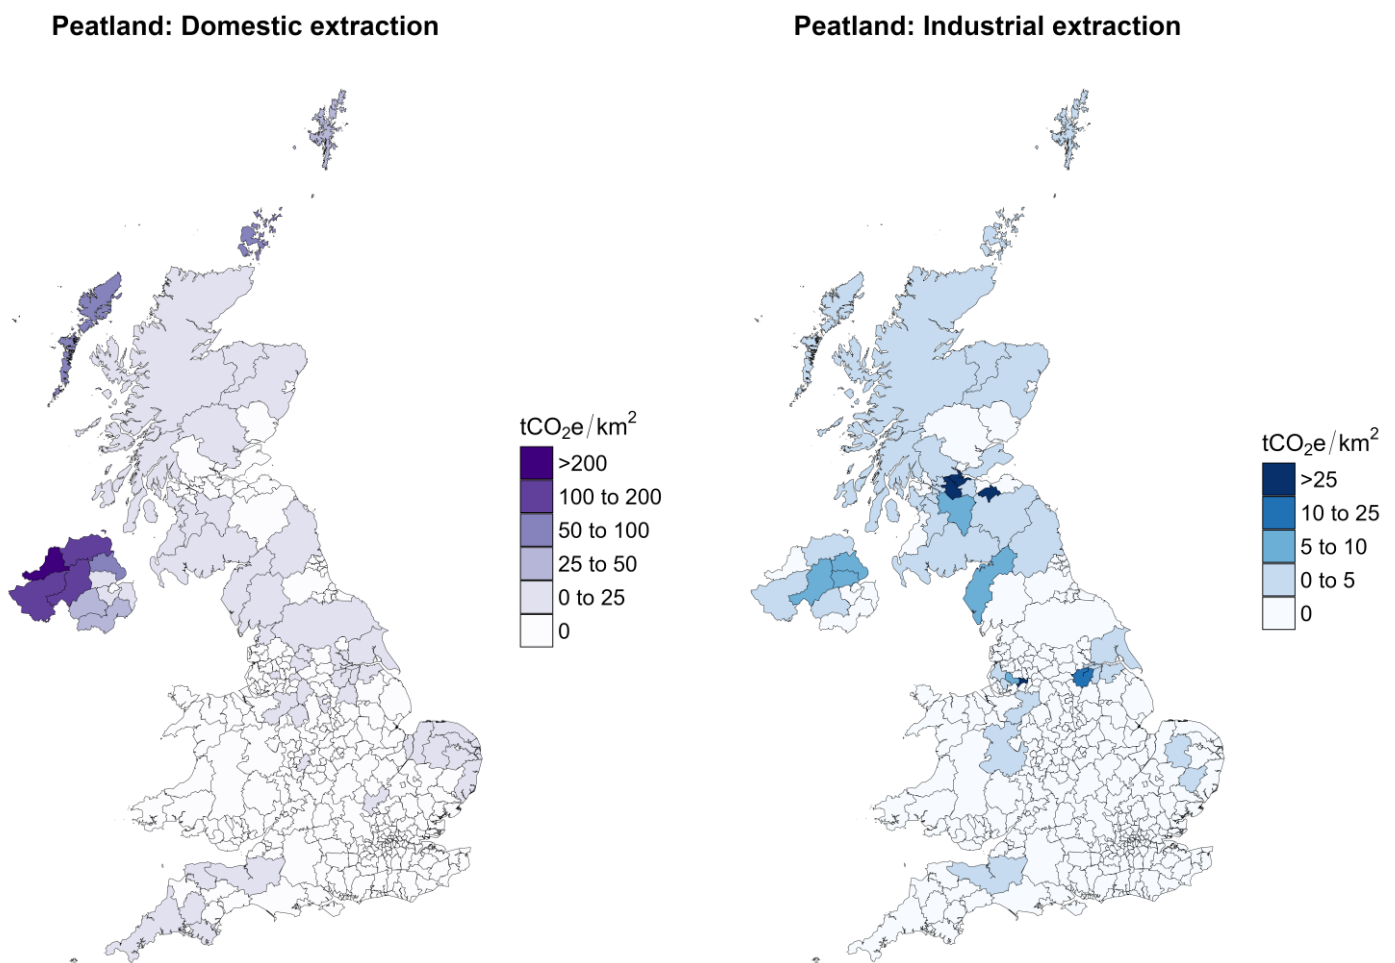 Peatland: Domestic extraction
Peatland: Industrial extraction
tCO₂e/km²
>200
100 to 200
50 to 100
25 to 50
0 to 25
0
tCO₂e/km²
>25
10 to 25
5 to 10
0 to 5
0